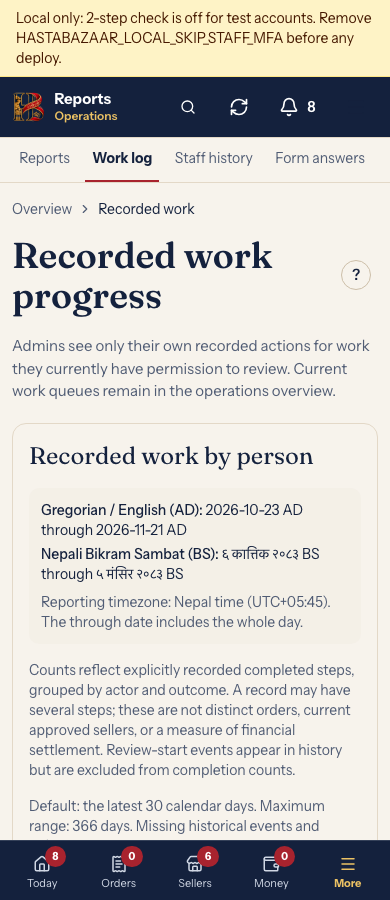 Local only: 2-step check is off for test accounts. Remove
HASTABAZAAR_LOCAL_SKIP_STAFF_MFA before any
deploy.
Reports
Operations
8
Reports
Work log
Staff history
Form answers
Overview > Recorded work
Recorded work
progress
?
Admins see only their own recorded actions for work
they currently have permission to review. Current
work queues remain in the operations overview.
Recorded work by person
Gregorian / English (AD): 2026-10-23 AD
through 2026-11-21 AD
Nepali Bikram Sambat (BS): ६ कात्तिक २०८३ BS
through ५ मंसिर २०८३ BS
Reporting timezone: Nepal time (UTC+05:45).
The through date includes the whole day.
Counts reflect explicitly recorded completed steps,
grouped by actor and outcome. A record may have
several steps; these are not distinct orders, current
approved sellers, or a measure of financial
settlement. Review-start events appear in history
but are excluded from completion counts.
Default: the latest 30 calendar days. Maximum
range: 366 days. Missing historical events and
8
0
6
0
Today
Orders
Sellers
Money
More